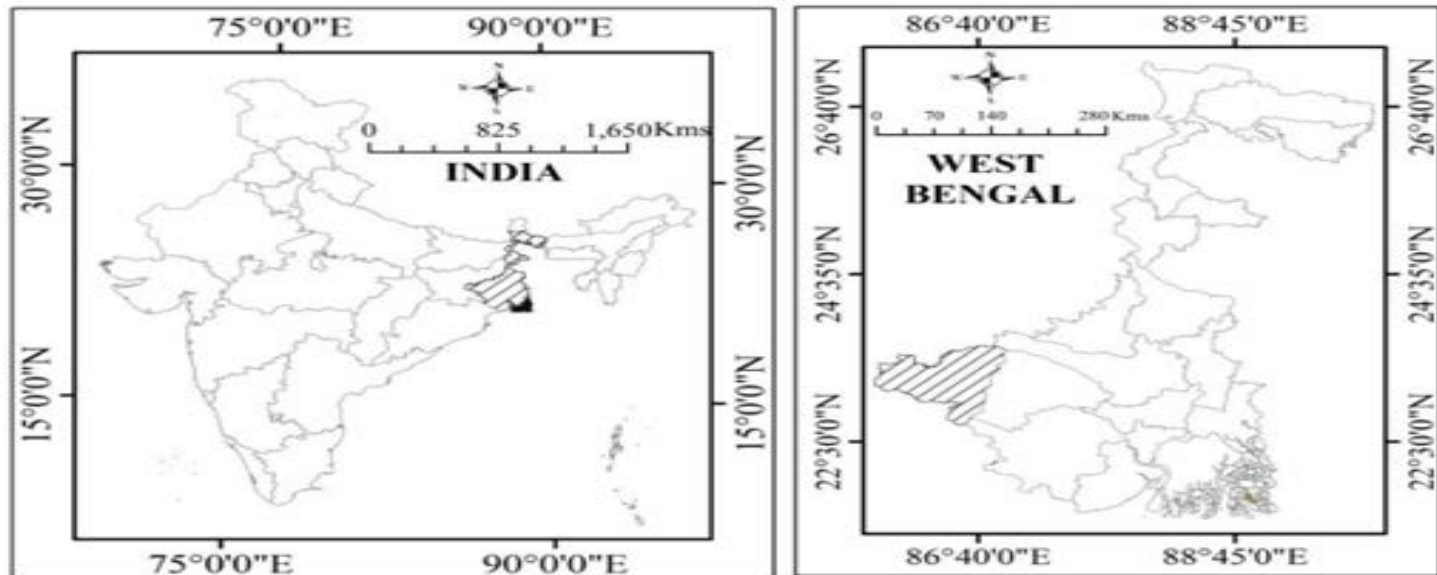 75°0'0"E 90°0'0"E
N
W E
S
0 825 1,650Kms
INDIA
30°0'0"N
30°0'0"N
15°0'0"N
15°0'0"N
75°0'0"E 90°0'0"E
86°40'0"E 88°45'0"E
N
W E
S
0 70 140 280 Kms
WEST
BENGAL
26°40'0"N
26°40'0"N
24°35'0"N
24°35'0"N
22°30'0"N
22°30'0"N
86°40'0"E 88°45'0"E